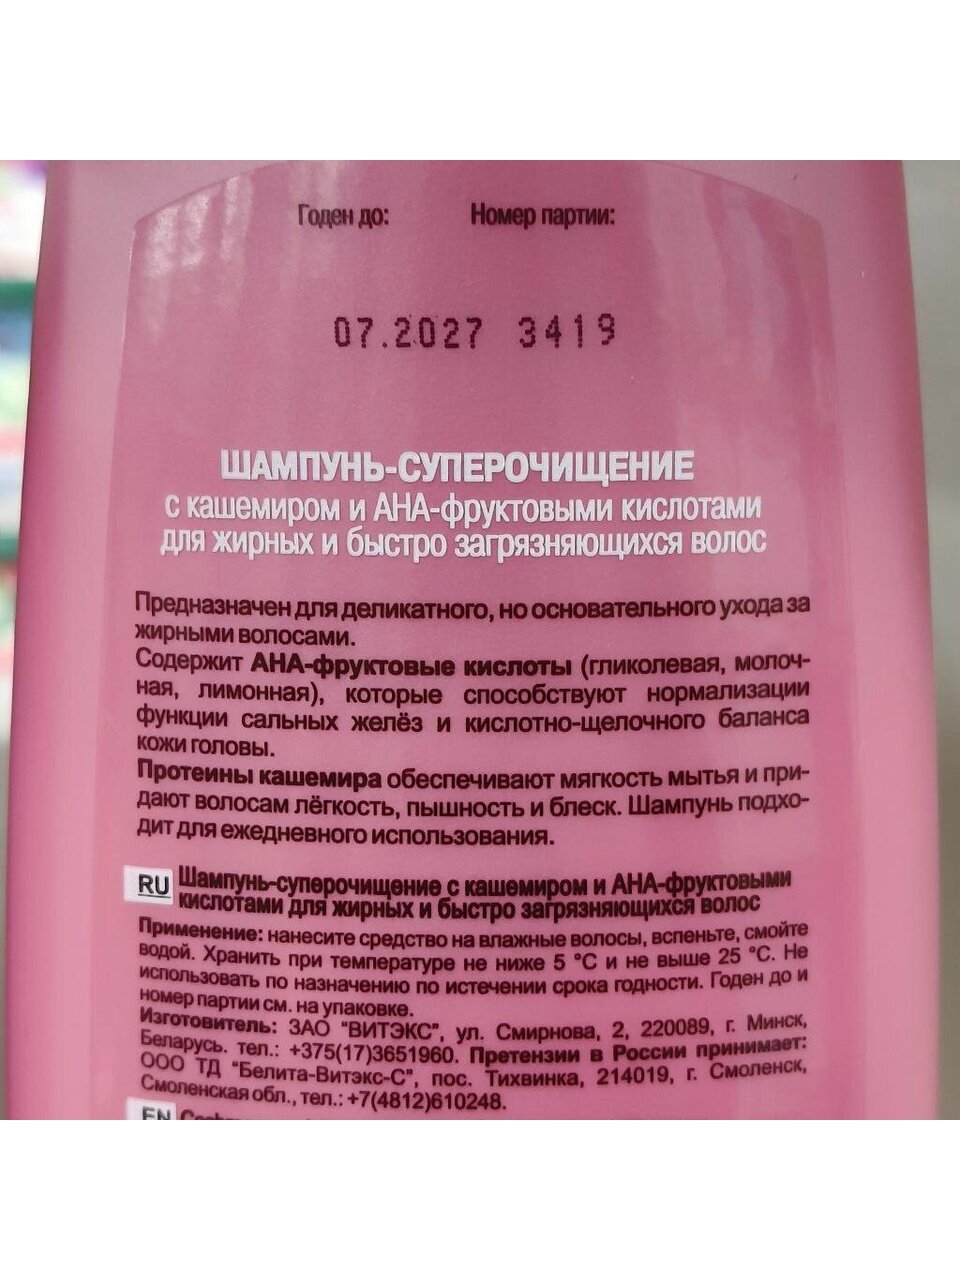 Годен до: Номер партии:
07.2027 3419
ШАМПУНЬ-СУПЕРОЧИЩЕНИЕ
с кашемиром и АНА-фруктовыми кислотами
для жирных и быстро загрязняющихся волос
Предназначен для деликатного, но основательного ухода за
жирными волосами.
Содержит АНА-фруктовые кислоты (гликолевая, молоч-
ная, лимонная), которые способствуют нормализации
функции сальных желёз и кислотно-щелочного баланса
кожи головы.
Протеины кашемира обеспечивают мягкость мытья и при-
дают волосам лёгкость, пышность и блеск. Шампунь подхо-
дит для ежедневного использования.
RU Шампунь-суперочищение с кашемиром и АНА-фруктовыми
кислотами для жирных и быстро загрязняющихся волос
Применение: нанесите средство на влажные волосы, вспеньте, смойте
водой. Хранить при температуре не ниже 5 °С и не выше 25 °С. Не
использовать по назначению по истечении срока годности. Годен до и
номер партии см. на упаковке.
Изготовитель: ЗАО "ВИТЭКС", ул. Смирнова, 2, 220089, г. Минск,
Беларусь. тел.: +375(17)3651960. Претензии в России принимает:
ООО ТД "Белита-Витэкс-С", пос. Тихвинка, 214019, г. Смоленск,
Смоленская обл., тел.: +7(4812)610248.
EN